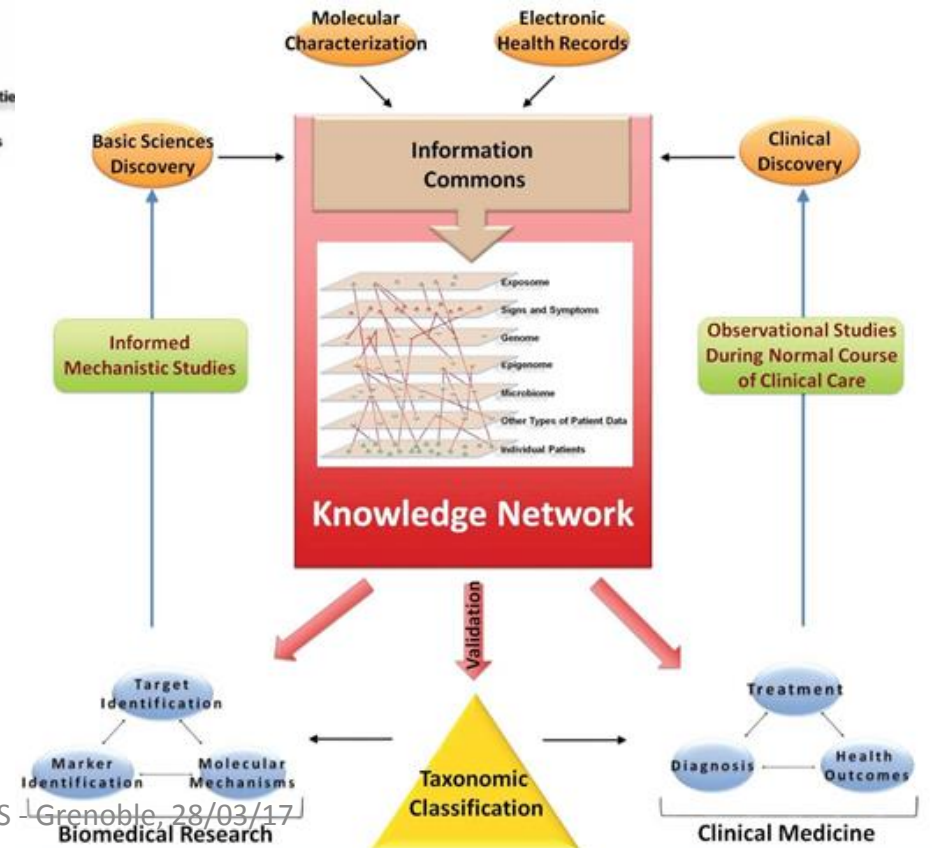 Molecular
Characterization
Electronic
Health Records
tie
s
Basic Sciences
Discovery
Information
Commons
Clinical
Discovery
Exposome
Signs and Symptoms
Genome
Epigenome
Microbiome
Other Types of Patient Data
Individual Patients
Informed
Mechanistic Studies
Observational Studies
During Normal Course
of Clinical Care
Knowledge Network
Validation
Target
Identification
Marker
Identification
Molecular
Mechanisms
Taxonomic
Classification
Treatment
Diagnosis
Health
Outcomes
S - Grenoble, 28/03/17
Biomedical Research
Clinical Medicine